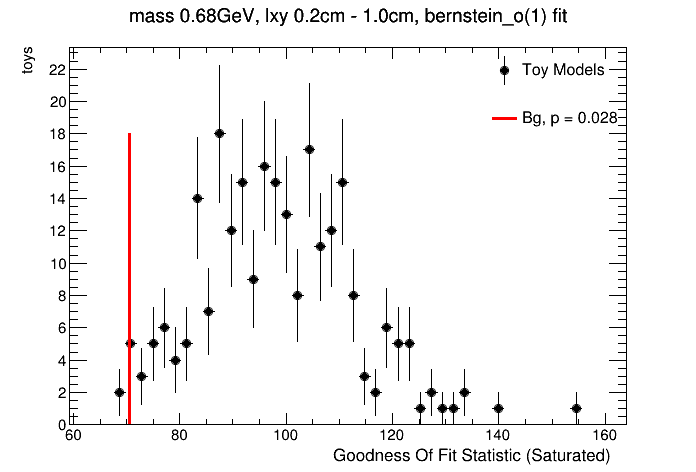 mass 0.68GeV, lxy 0.2cm - 1.0cm, bernstein_o(1) fit
toys
Toy Models
Bg, p = 0.028
22
20
18
16
14
12
10
8
6
4
2
0
60 80 100 120 140 160
Goodness Of Fit Statistic (Saturated)